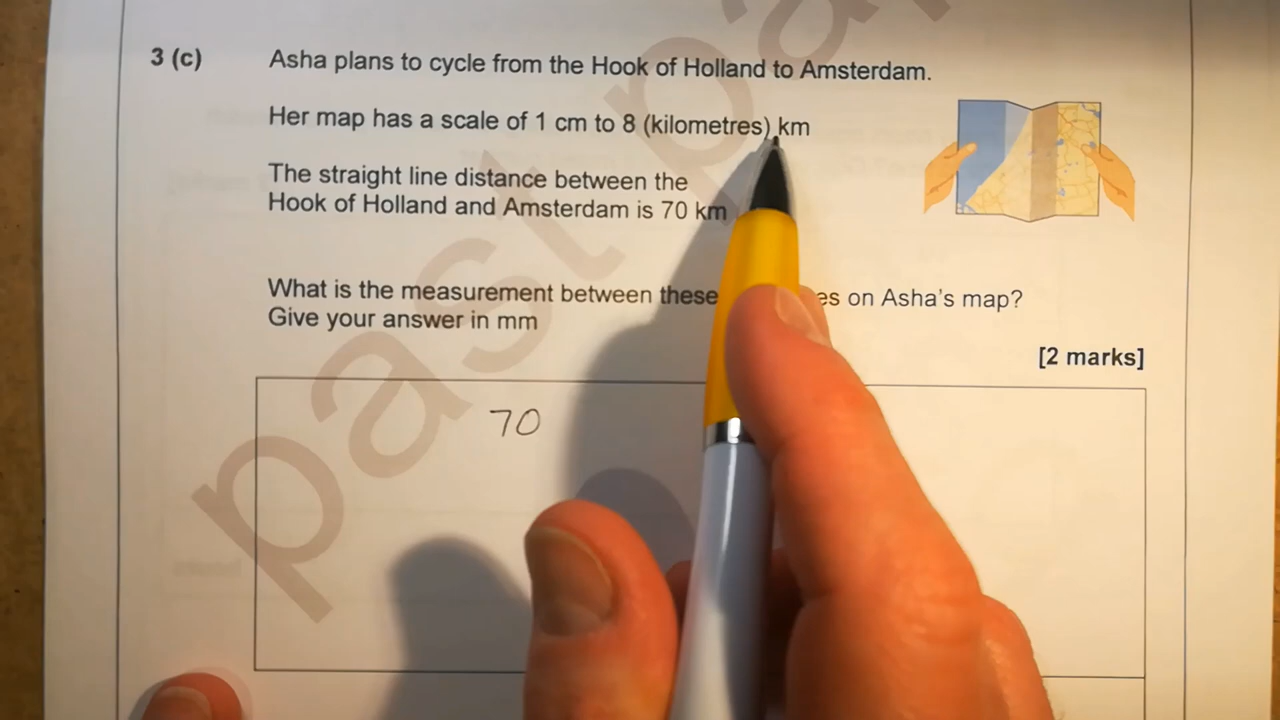 3 (c) Asha plans to cycle from the Hook of Holland to Amsterdam.
Her map has a scale of 1 cm to 8 (kilometres) km
The straight line distance between the
Hook of Holland and Amsterdam is 70 km
What is the measurement between these es on Asha's map?
Give your answer in mm
[2 marks]
70
past pa